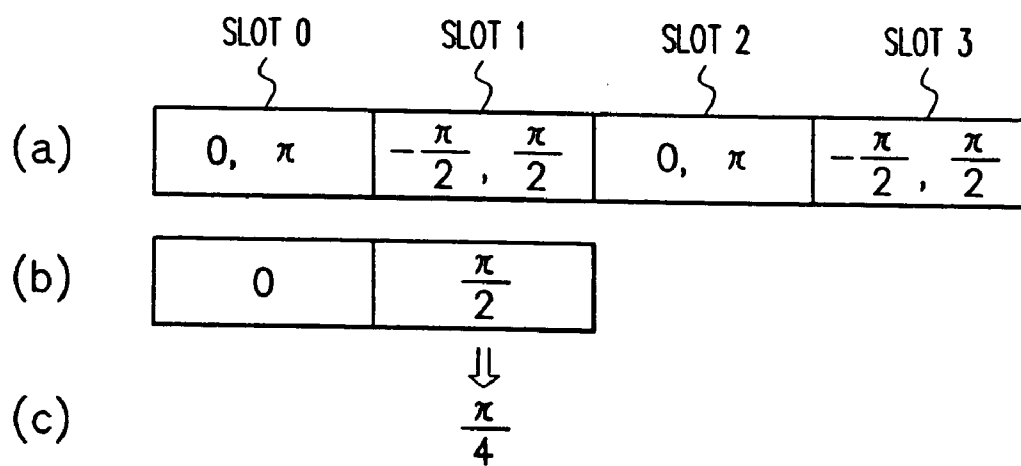 SLOT 0 SLOT 1 SLOT 2 SLOT 3
(a) 0, π -π/2, π/2 0, π -π/2, π/2
(b) 0 π/2
⇓
(c) π/4